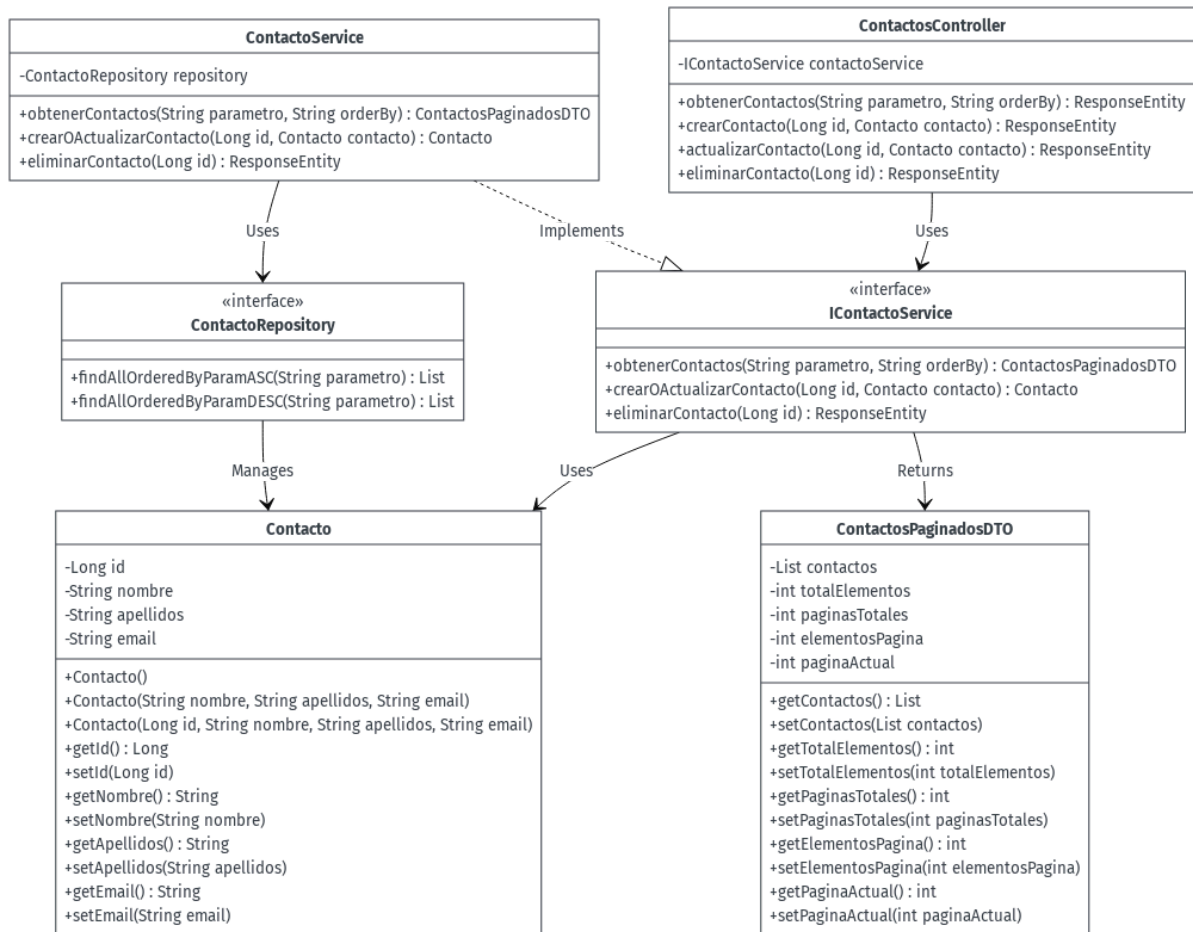 ContactoService
-ContactoRepository repository
+obtenerContactos(String parametro, String orderBy) : ContactosPaginadosDTO
+crearOActualizarContacto(Long id, Contacto contacto) : Contacto
+eliminarContacto(Long id) : ResponseEntity
ContactosController
-IContactoService contactoService
+obtenerContactos(String parametro, String orderBy) : ResponseEntity
+crearContacto(Long id, Contacto contacto) : ResponseEntity
+actualizarContacto(Long id, Contacto contacto) : ResponseEntity
+eliminarContacto(Long id) : ResponseEntity
Uses
Implements
Uses
«interface»
ContactoRepository
+findAllOrderedByParamASC(String parametro) : List
+findAllOrderedByParamDESC(String parametro) : List
«interface»
IContactoService
+obtenerContactos(String parametro, String orderBy) : ContactosPaginadosDTO
+crearOActualizarContacto(Long id, Contacto contacto) : Contacto
+eliminarContacto(Long id) : ResponseEntity
Manages
Uses
Returns
Contacto
-Long id
-String nombre
-String apellidos
-String email
+Contacto()
+Contacto(String nombre, String apellidos, String email)
+Contacto(Long id, String nombre, String apellidos, String email)
+getId() : Long
+setId(Long id)
+getNombre() : String
+setNombre(String nombre)
+getApellidos() : String
+setApellidos(String apellidos)
+getEmail() : String
+setEmail(String email)
ContactosPaginadosDTO
-List contactos
-int totalElementos
-int paginasTotales
-int elementosPagina
-int paginaActual
+getContactos() : List
+setContactos(List contactos)
+getTotalElementos() : int
+setTotalElementos(int totalElementos)
+getPaginasTotales() : int
+setPaginasTotales(int paginasTotales)
+getElementosPagina() : int
+setElementosPagina(int elementosPagina)
+getPaginaActual() : int
+setPaginaActual(int paginaActual)